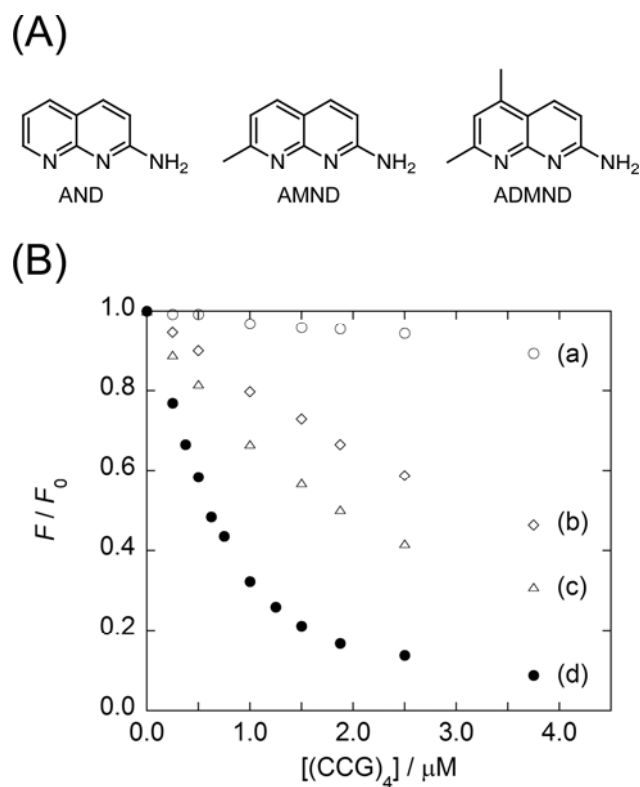 (A)
N N NH₂
AND
N N NH₂
AMND
N N NH₂
ADMND
(B)
1.0
0.8
0.6
0.4
0.2
0.0
F / F₀
(a)
(b)
(c)
(d)
0.0 1.0 2.0 3.0 4.0
[(CCG)₄] / μM